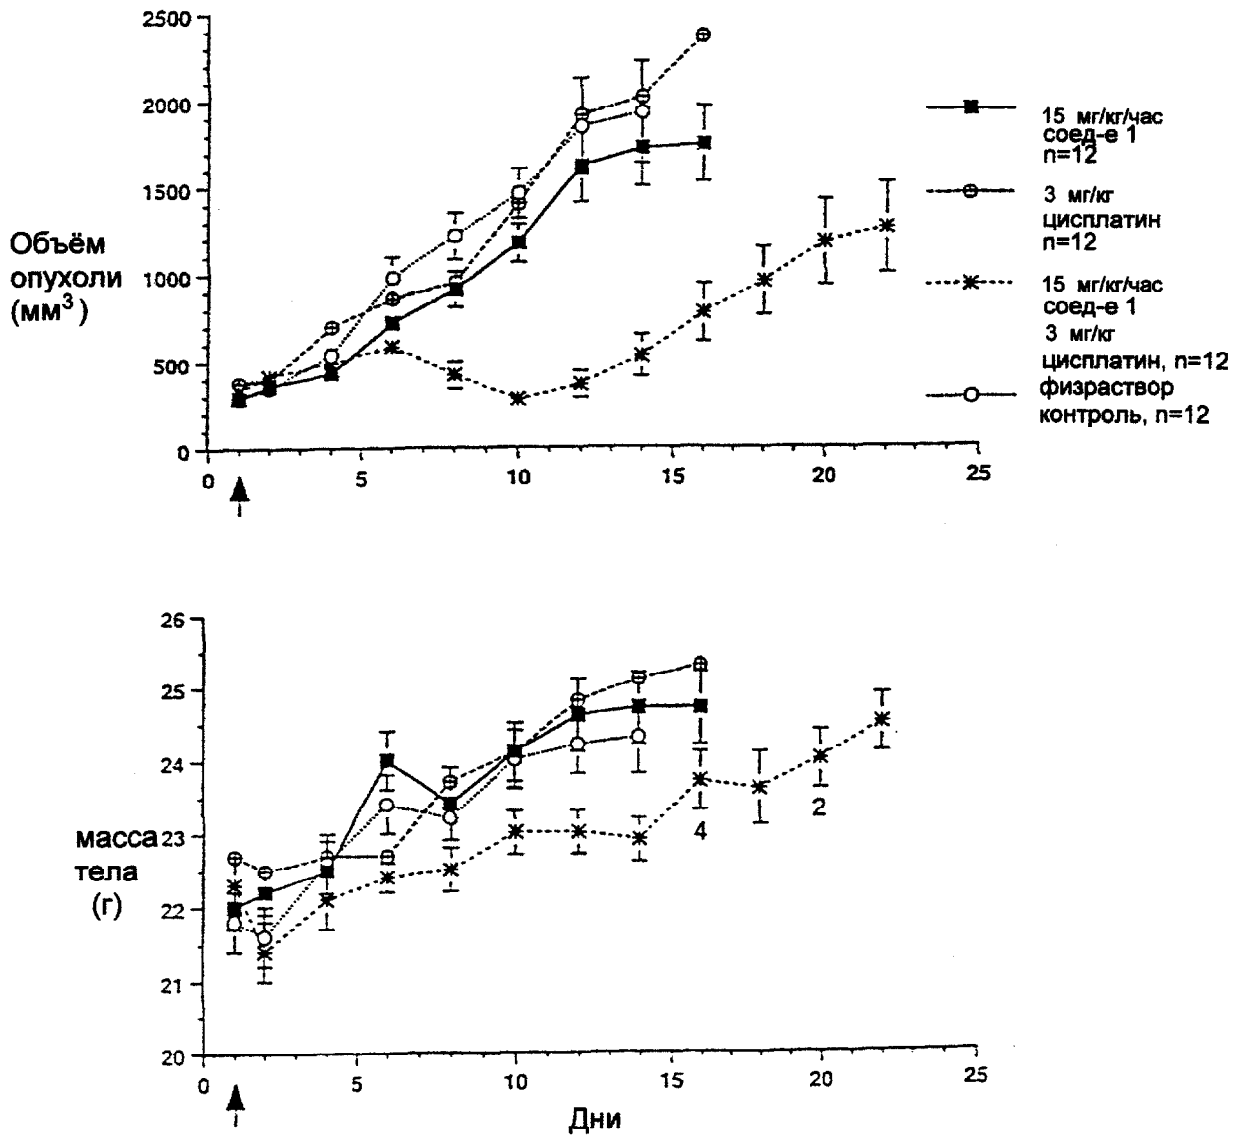 2500
2000
1500
1000
500
0
Объём
опухоли
(мм³)
0 5 10 15 20 25
15 мг/кг/час
соед-е 1
n=12
3 мг/кг
цисплатин
n=12
15 мг/кг/час
соед-е 1
3 мг/кг
цисплатин, n=12
физраствор
контроль, n=12
26
25
24
23
22
21
20
масса
тела
(г)
4
2
0 5 10 15 20 25
Дни